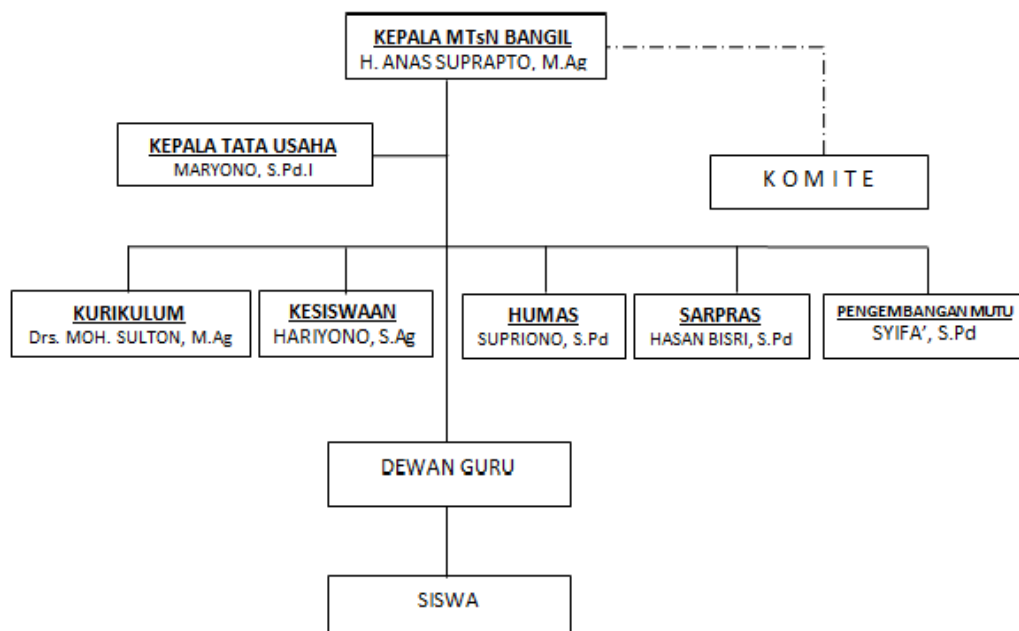 KEPALA MTsN BANGIL
H. ANAS SUPRAPTO, M.Ag
KEPALA TATA USAHA
MARYONO, S.Pd.I
K O M I T E
KURIKULUM
Drs. MOH. SULTON, M.Ag
KESISWAAN
HARIYONO, S.Ag
HUMAS
SUPRIONO, S.Pd
SARPRAS
HASAN BISRI, S.Pd
PENGEMBANGAN MUTU
SYIFA’, S.Pd
DEWAN GURU
SISWA